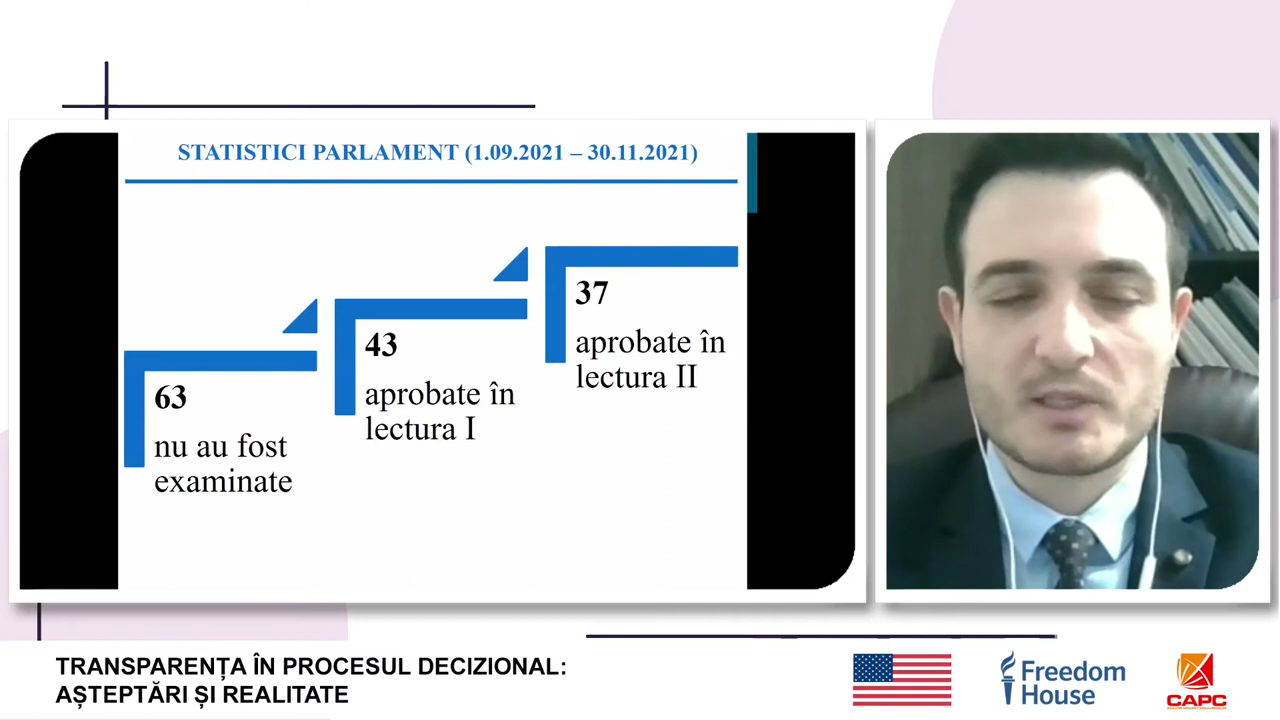 STATISTICI PARLAMENT (1.09.2021 – 30.11.2021)
63
nu au fost
examinate
43
aprobate în
lectura I
37
aprobate în
lectura II
TRANSPARENȚA ÎN PROCESUL DECIZIONAL:
AȘTEPTĂRI ȘI REALITATE
Freedom
House
CAPC